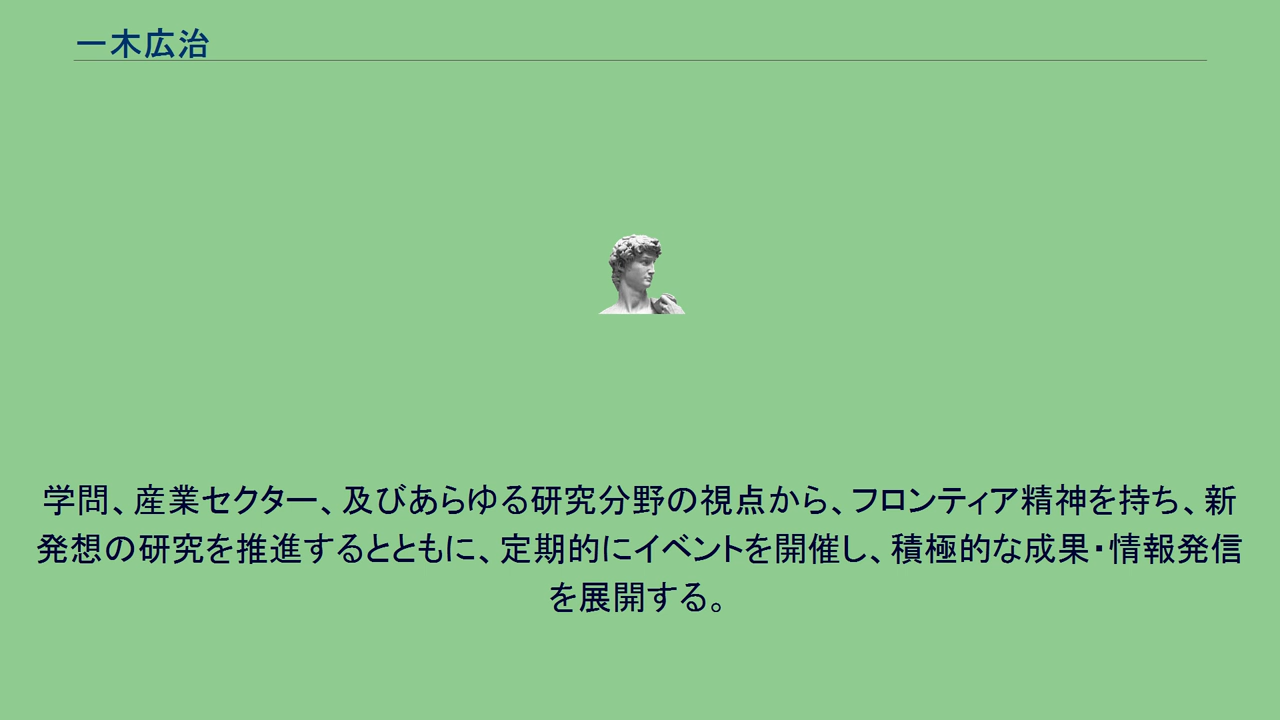 一木広治
学問、産業セクター、及びあらゆる研究分野の視点から、フロンティア精神を持ち、新
発想の研究を推進するとともに、定期的にイベントを開催し、積極的な成果・情報発信
を展開する。